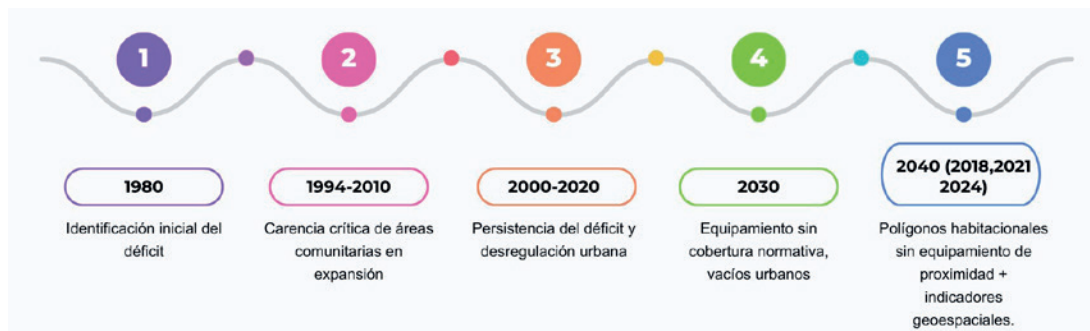 1
2
3
4
5
1980
Identificación inicial del
déficit
1994-2010
Carencia crítica de áreas
comunitarias en
expansión
2000-2020
Persistencia del déficit y
desregulación urbana
2030
Equipamiento sin
cobertura normativa,
vacíos urbanos
2040 (2018,2021
2024)
Polígonos habitacionales
sin equipamiento de
proximidad +
indicadores
geoespaciales.